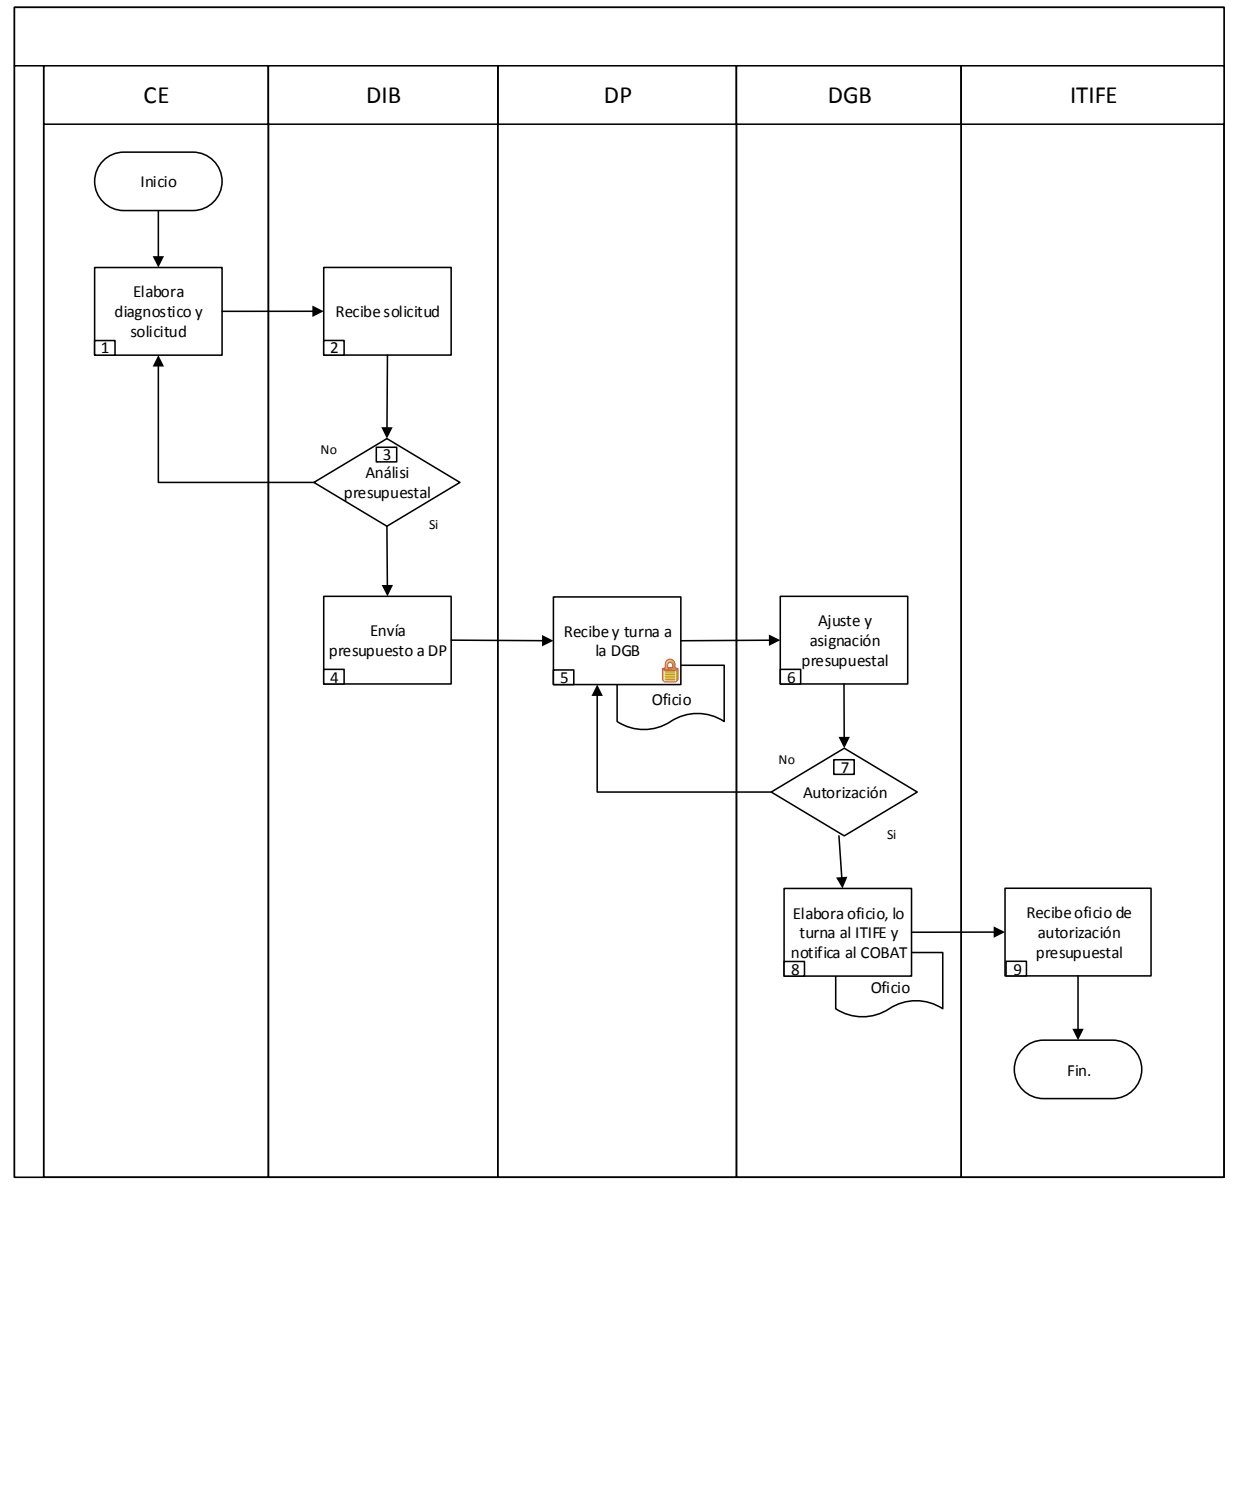 CE
DIB
DP
DGB
ITIFE
Inicio
Elabora
diagnostico y
solicitud
1
Recibe solicitud
2
No
3
Análisi
presupuestal
Si
Envía
presupuesto a DP
4
Recibe y turna a
la DGB
5
Oficio
Ajuste y
asignación
presupuestal
6
No
7
Autorización
Si
Elabora oficio, lo
turna al ITIFE y
notifica al COBAT
8
Oficio
Recibe oficio de
autorización
presupuestal
9
Fin.